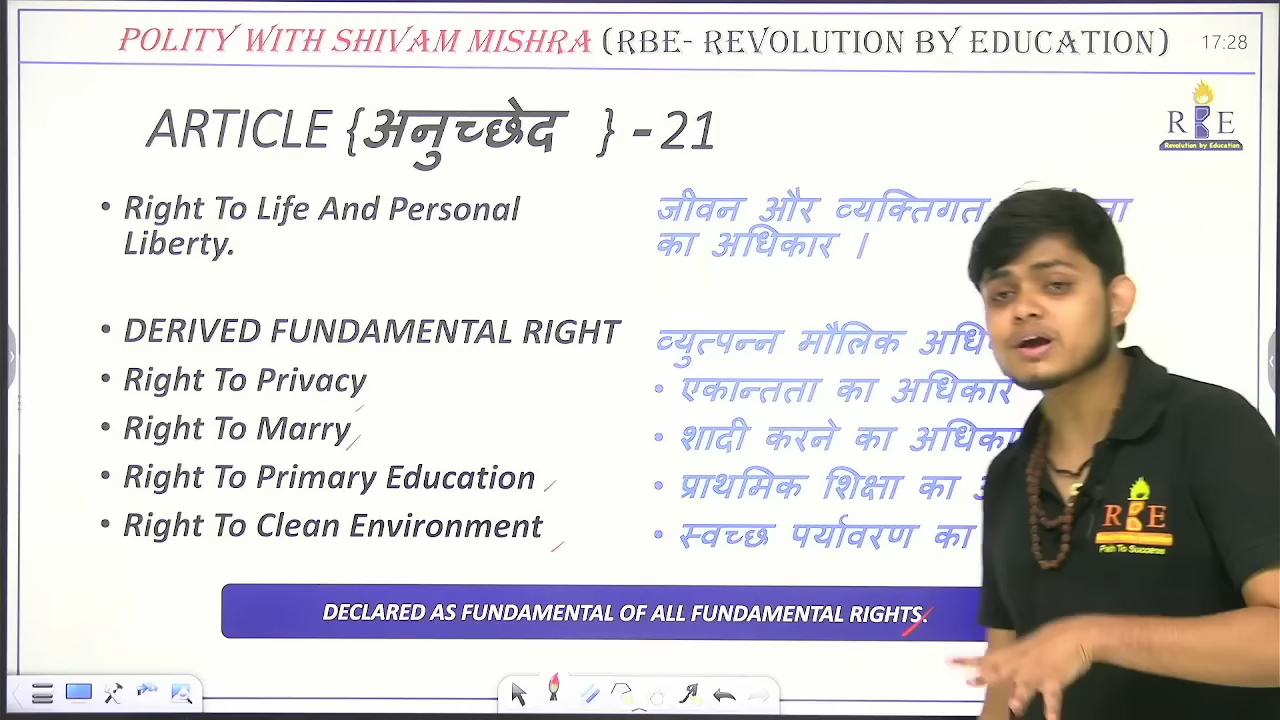 POLITY WITH SHIVAM MISHRA (RBE- REVOLUTION BY EDUCATION)
17:28
ARTICLE {अनुच्छेद } - 21
RBE
Revolution by Education
• Right To Life And Personal
Liberty.
• DERIVED FUNDAMENTAL RIGHT
• Right To Privacy
• Right To Marry
• Right To Primary Education
• Right To Clean Environment
जीवन और व्यक्तिगत
का अधिकार ।
व्युत्पन्न मौलिक
• एकान्तता का अधिकार
• शादी करने का
• प्राथमिक शिक्षा का
• स्वच्छ पर्यावरण का
DECLARED AS FUNDAMENTAL OF ALL FUNDAMENTAL RIGHTS.
RBE
Path To Success